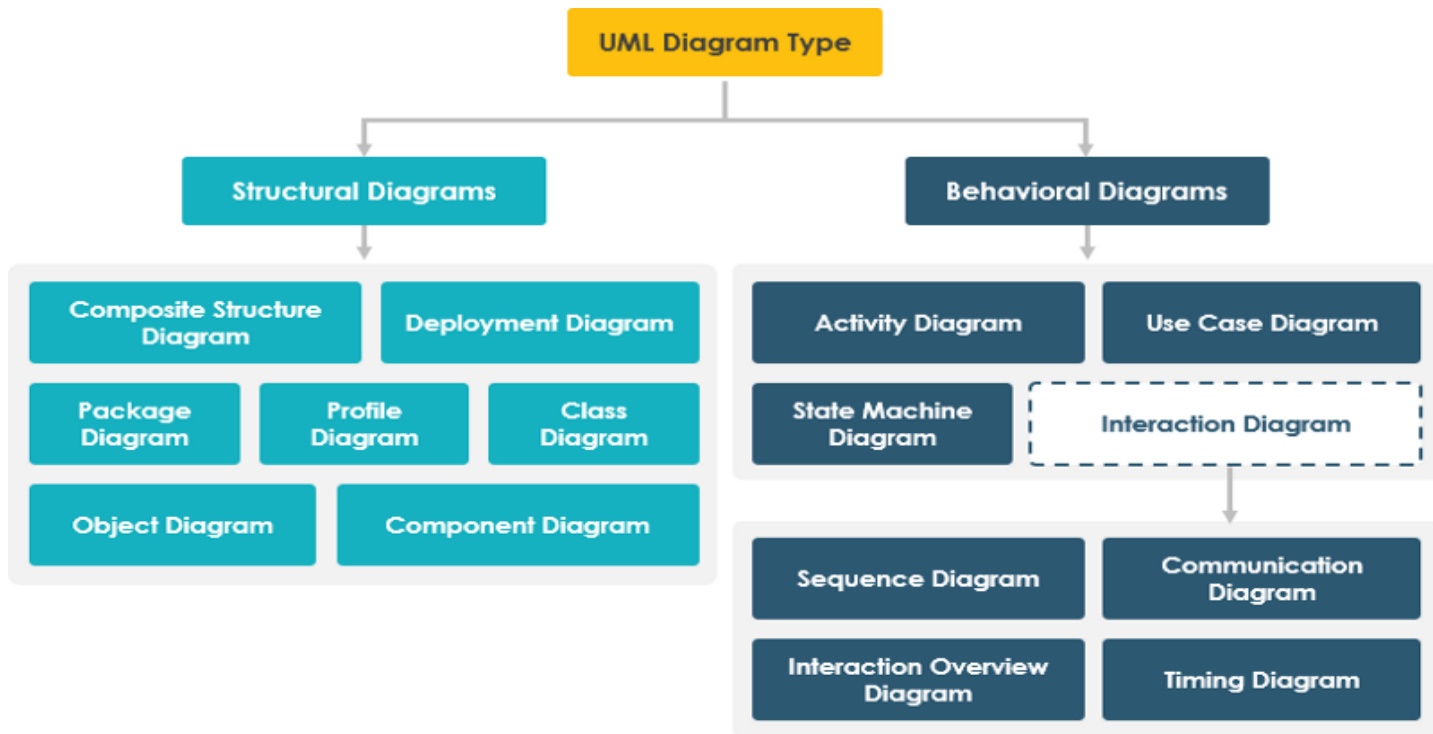 UML Diagram Type
Structural Diagrams
Behavioral Diagrams
Composite Structure
Diagram
Deployment Diagram
Package
Diagram
Profile
Diagram
Class
Diagram
Object Diagram
Component Diagram
Activity Diagram
Use Case Diagram
State Machine
Diagram
Interaction Diagram
Sequence Diagram
Communication
Diagram
Interaction Overview
Diagram
Timing Diagram